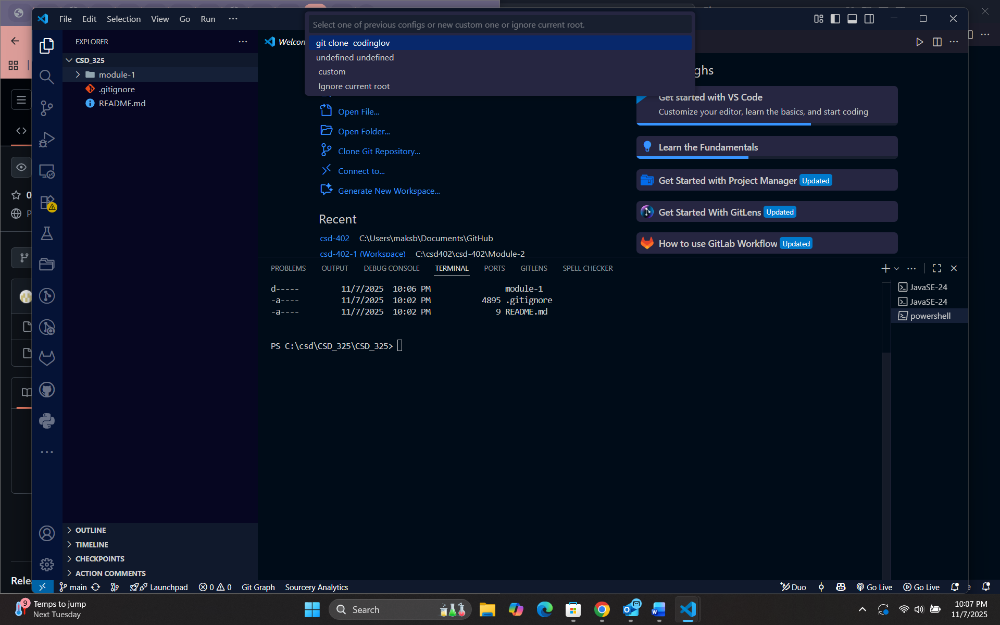 File Edit Selection View Go Run ···
Select one of previous configs or new custom one or ignore current root.
git clone  codinglov
undefined undefined
custom
Ignore current root
EXPLORER
CSD_325
module-1
.gitignore
README.md
OUTLINE
TIMELINE
CHECKPOINTS
ACTION COMMENTS
Welcon
Open File...
Open Folder...
Clone Git Repository...
Connect to...
Generate New Workspace...
Recent
csd-402 C:\Users\maksb\Documents\GitHub
csd-402-1 (Workspace) C:\csd402\csd-402\Module-2
ghs
Get started with VS Code
Customize your editor, learn the basics, and start coding
Learn the Fundamentals
Get Started with Project Manager Updated
Get Started With GitLens Updated
How to use GitLab Workflow Updated
PROBLEMS OUTPUT DEBUG CONSOLE TERMINAL PORTS GITLENS SPELL CHECKER
d----- 11/7/2025 10:06 PM module-1
-a---- 11/7/2025 10:02 PM 4895 .gitignore
-a---- 11/7/2025 10:02 PM 9 README.md
PS C:\csd\CSD_325\CSD_325>
JavaSE-24
JavaSE-24
powershell
0
P
Rele
main Launchpad 0 0 Git Graph Sourcery Analytics
Duo Go Live Go Live
9
Temps to jump
Next Tuesday
Search
10:07 PM
11/7/2025